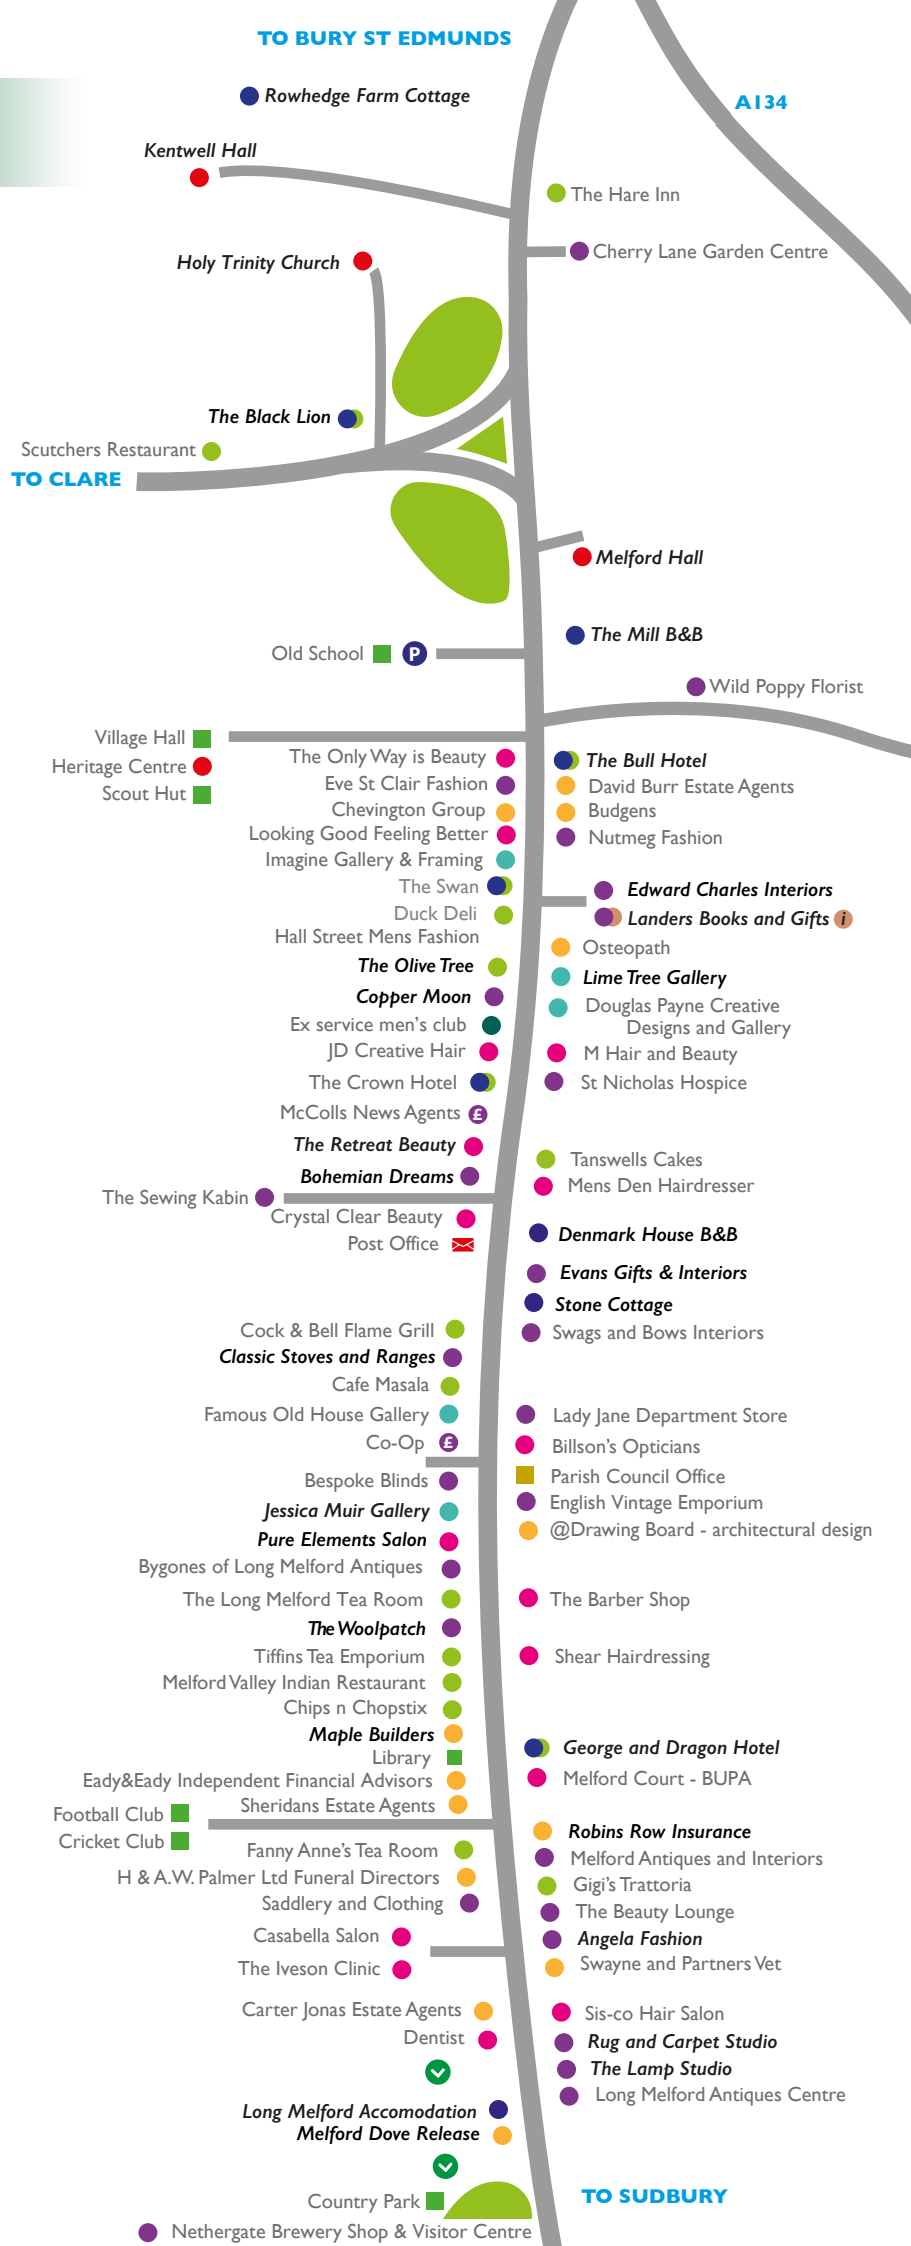 TO BURY ST EDMUNDS
Rowhedge Farm Cottage
A134
Kentwell Hall
The Hare Inn
Cherry Lane Garden Centre
Holy Trinity Church
The Black Lion
Scutchers Restaurant
TO CLARE
Melford Hall
The Mill B&B
Old School
P
Wild Poppy Florist
Village Hall
Heritage Centre
Scout Hut
The Only Way is Beauty
Eve St Clair Fashion
Chevington Group
Looking Good Feeling Better
Imagine Gallery & Framing
The Swan
Duck Deli
Hall Street Mens Fashion
The Olive Tree
Copper Moon
Ex service men's club
JD Creative Hair
The Crown Hotel
McColls News Agents £
The Retreat Beauty
Bohemian Dreams
The Bull Hotel
David Burr Estate Agents
Budgens
Nutmeg Fashion
Edward Charles Interiors
Landers Books and Gifts i
Osteopath
Lime Tree Gallery
Douglas Payne Creative
Designs and Gallery
M Hair and Beauty
St Nicholas Hospice
Tanswells Cakes
Mens Den Hairdresser
The Sewing Kabin
Crystal Clear Beauty
Post Office
Denmark House B&B
Evans Gifts & Interiors
Stone Cottage
Swags and Bows Interiors
Cock & Bell Flame Grill
Classic Stoves and Ranges
Cafe Masala
Famous Old House Gallery
Co-Op £
Bespoke Blinds
Jessica Muir Gallery
Pure Elements Salon
Bygones of Long Melford Antiques
The Long Melford Tea Room
The Woolpatch
Tiffins Tea Emporium
Melford Valley Indian Restaurant
Chips n Chopstix
Maple Builders
Library
Eady&Eady Independent Financial Advisors
Sheridans Estate Agents
Lady Jane Department Store
Billson's Opticians
Parish Council Office
English Vintage Emporium
@Drawing Board - architectural design
The Barber Shop
Shear Hairdressing
George and Dragon Hotel
Melford Court - BUPA
Football Club
Cricket Club
Fanny Anne's Tea Room
H & A.W. Palmer Ltd Funeral Directors
Saddlery and Clothing
Casabella Salon
The Iveson Clinic
Carter Jonas Estate Agents
Dentist
Robins Row Insurance
Melford Antiques and Interiors
Gigi's Trattoria
The Beauty Lounge
Angela Fashion
Swayne and Partners Vet
Sis-co Hair Salon
Rug and Carpet Studio
The Lamp Studio
Long Melford Antiques Centre
Long Melford Accomodation
Melford Dove Release
Country Park
TO SUDBURY
Nethergate Brewery Shop & Visitor Centre